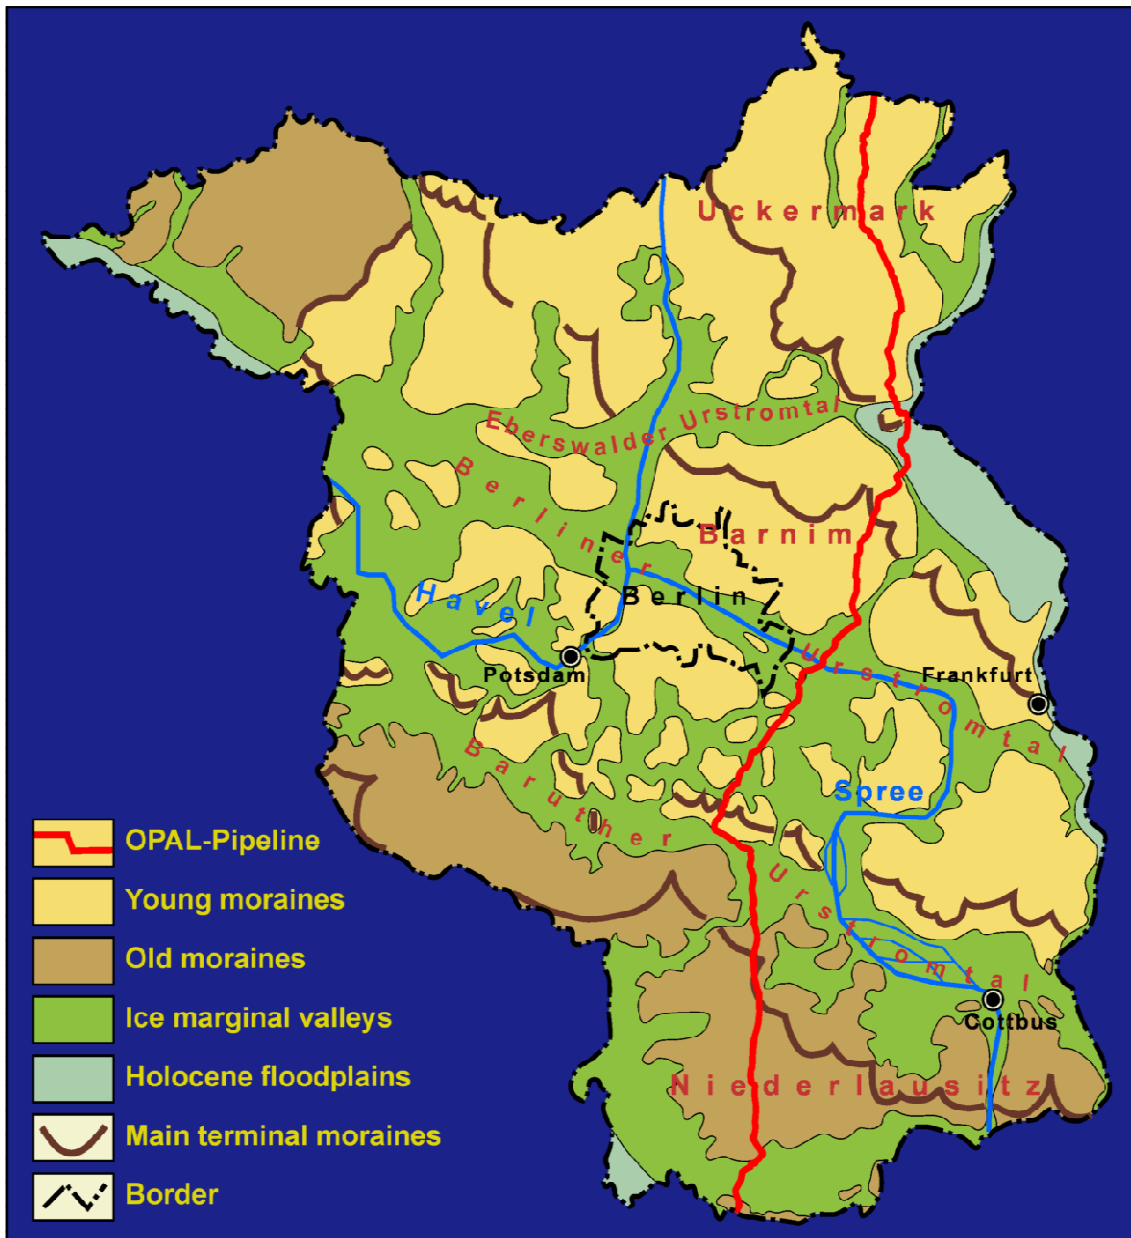 Uckermark
Eberswalder Urstromtal
Berliner Urstromtal
Barnim
Berlin
Havel
Potsdam
Frankfurt
Baruther Urstromtal
Spree
Cottbus
Niederlausitz
OPAL-Pipeline
Young moraines
Old moraines
Ice marginal valleys
Holocene floodplains
Main terminal moraines
Border